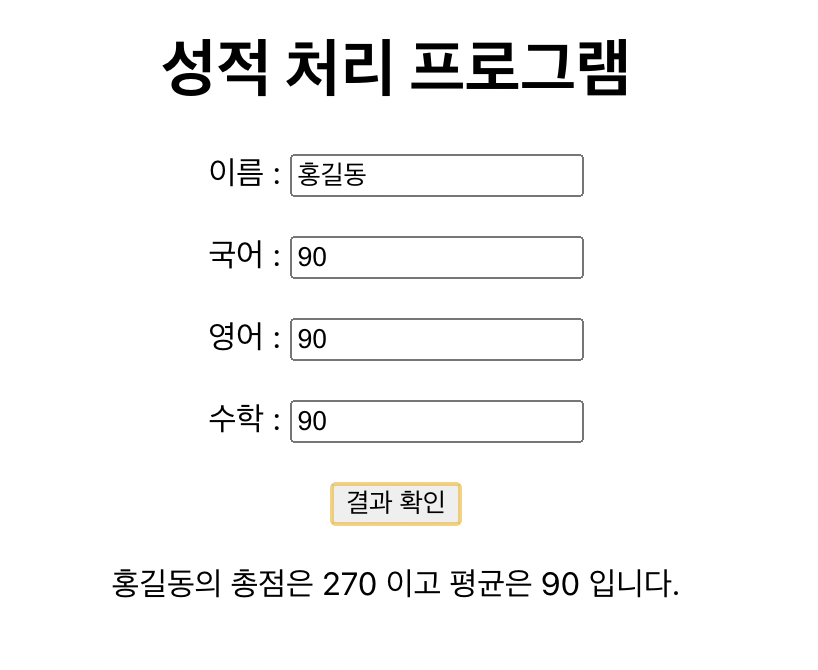 성적 처리 프로그램
이름 : 홍길동
국어 : 90
영어 : 90
수학 : 90
결과 확인
홍길동의 총점은 270 이고 평균은 90 입니다.